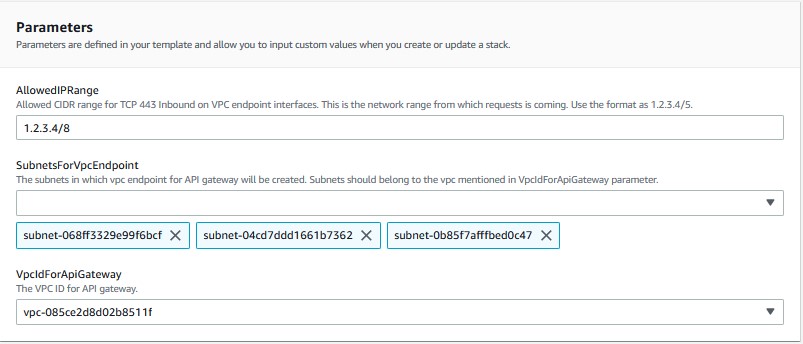 Parameters
Parameters are defined in your template and allow you to input custom values when you create or update a stack.
AllowedIPRange
Allowed CIDR range for TCP 443 Inbound on VPC endpoint interfaces. This is the network range from which requests is coming. Use the format as 1.2.3.4/5.
1.2.3.4/8
SubnetsForVpcEndpoint
The subnets in which vpc endpoint for API gateway will be created. Subnets should belong to the vpc mentioned in VpcIdForApiGateway parameter.
subnet-068ff3329e99f6bcf subnet-04cd7ddd1661b7362 subnet-0b85f7afffbed0c47
VpcIdForApiGateway
The VPC ID for API gateway.
vpc-085ce2d8d02b8511f